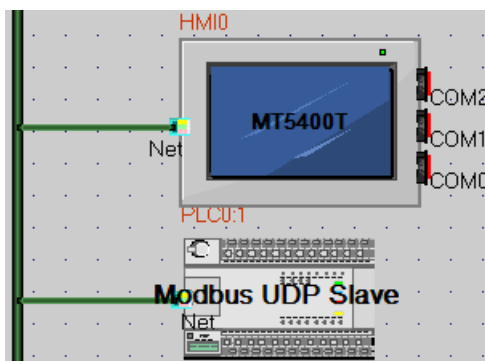 HMI0
MT5400T
COM2
Net
COM1
COM0
PLC0:1
Modbus UDP Slave
Net